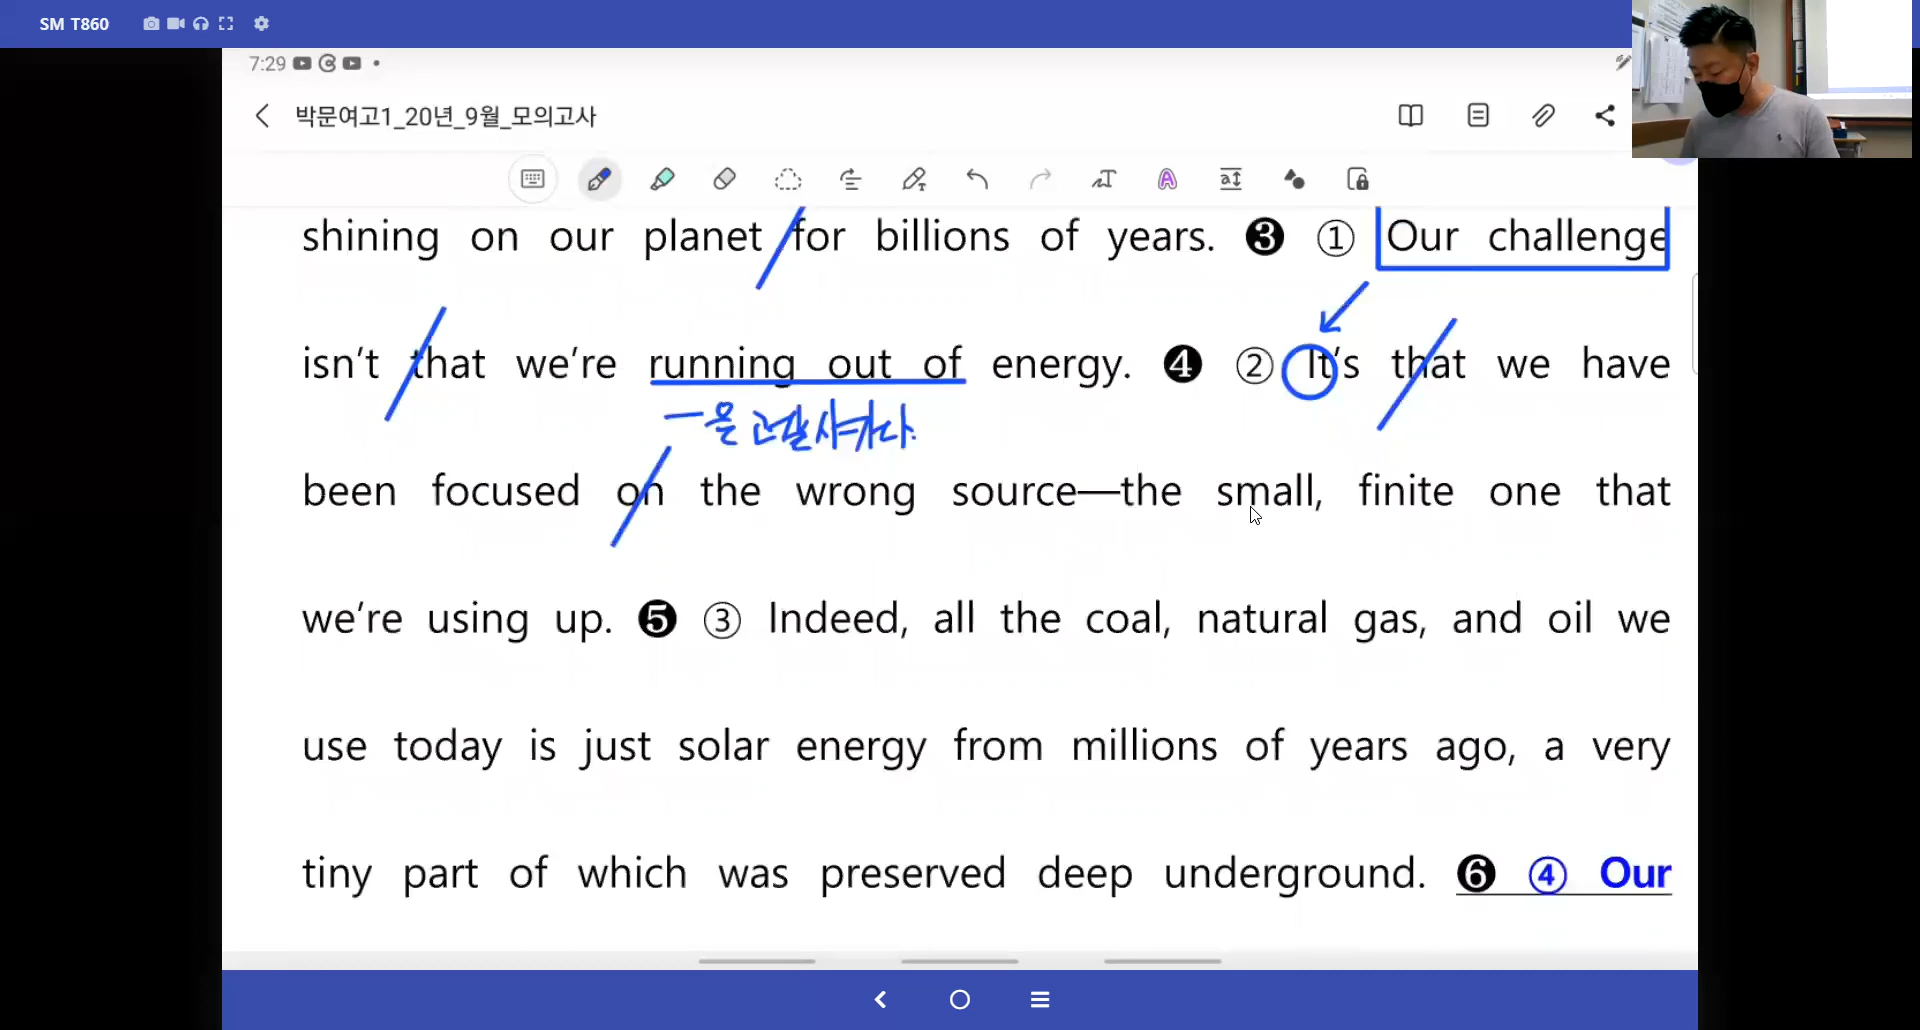 SM T860
7:29
박문여고1_20년_9월_모의고사
shining on our planet for billions of years. ❸ ① Our challenge
isn't that we're running out of energy. ❹ ② It's that we have
ㅡ을 고갈시키다.
been focused on the wrong source—the small, finite one that
we're using up. ❺ ③ Indeed, all the coal, natural gas, and oil we
use today is just solar energy from millions of years ago, a very
tiny part of which was preserved deep underground. ❻ ④ Our